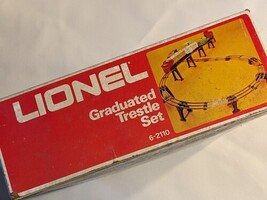 LIONEL
Graduated
Trestle
Set
6-2110